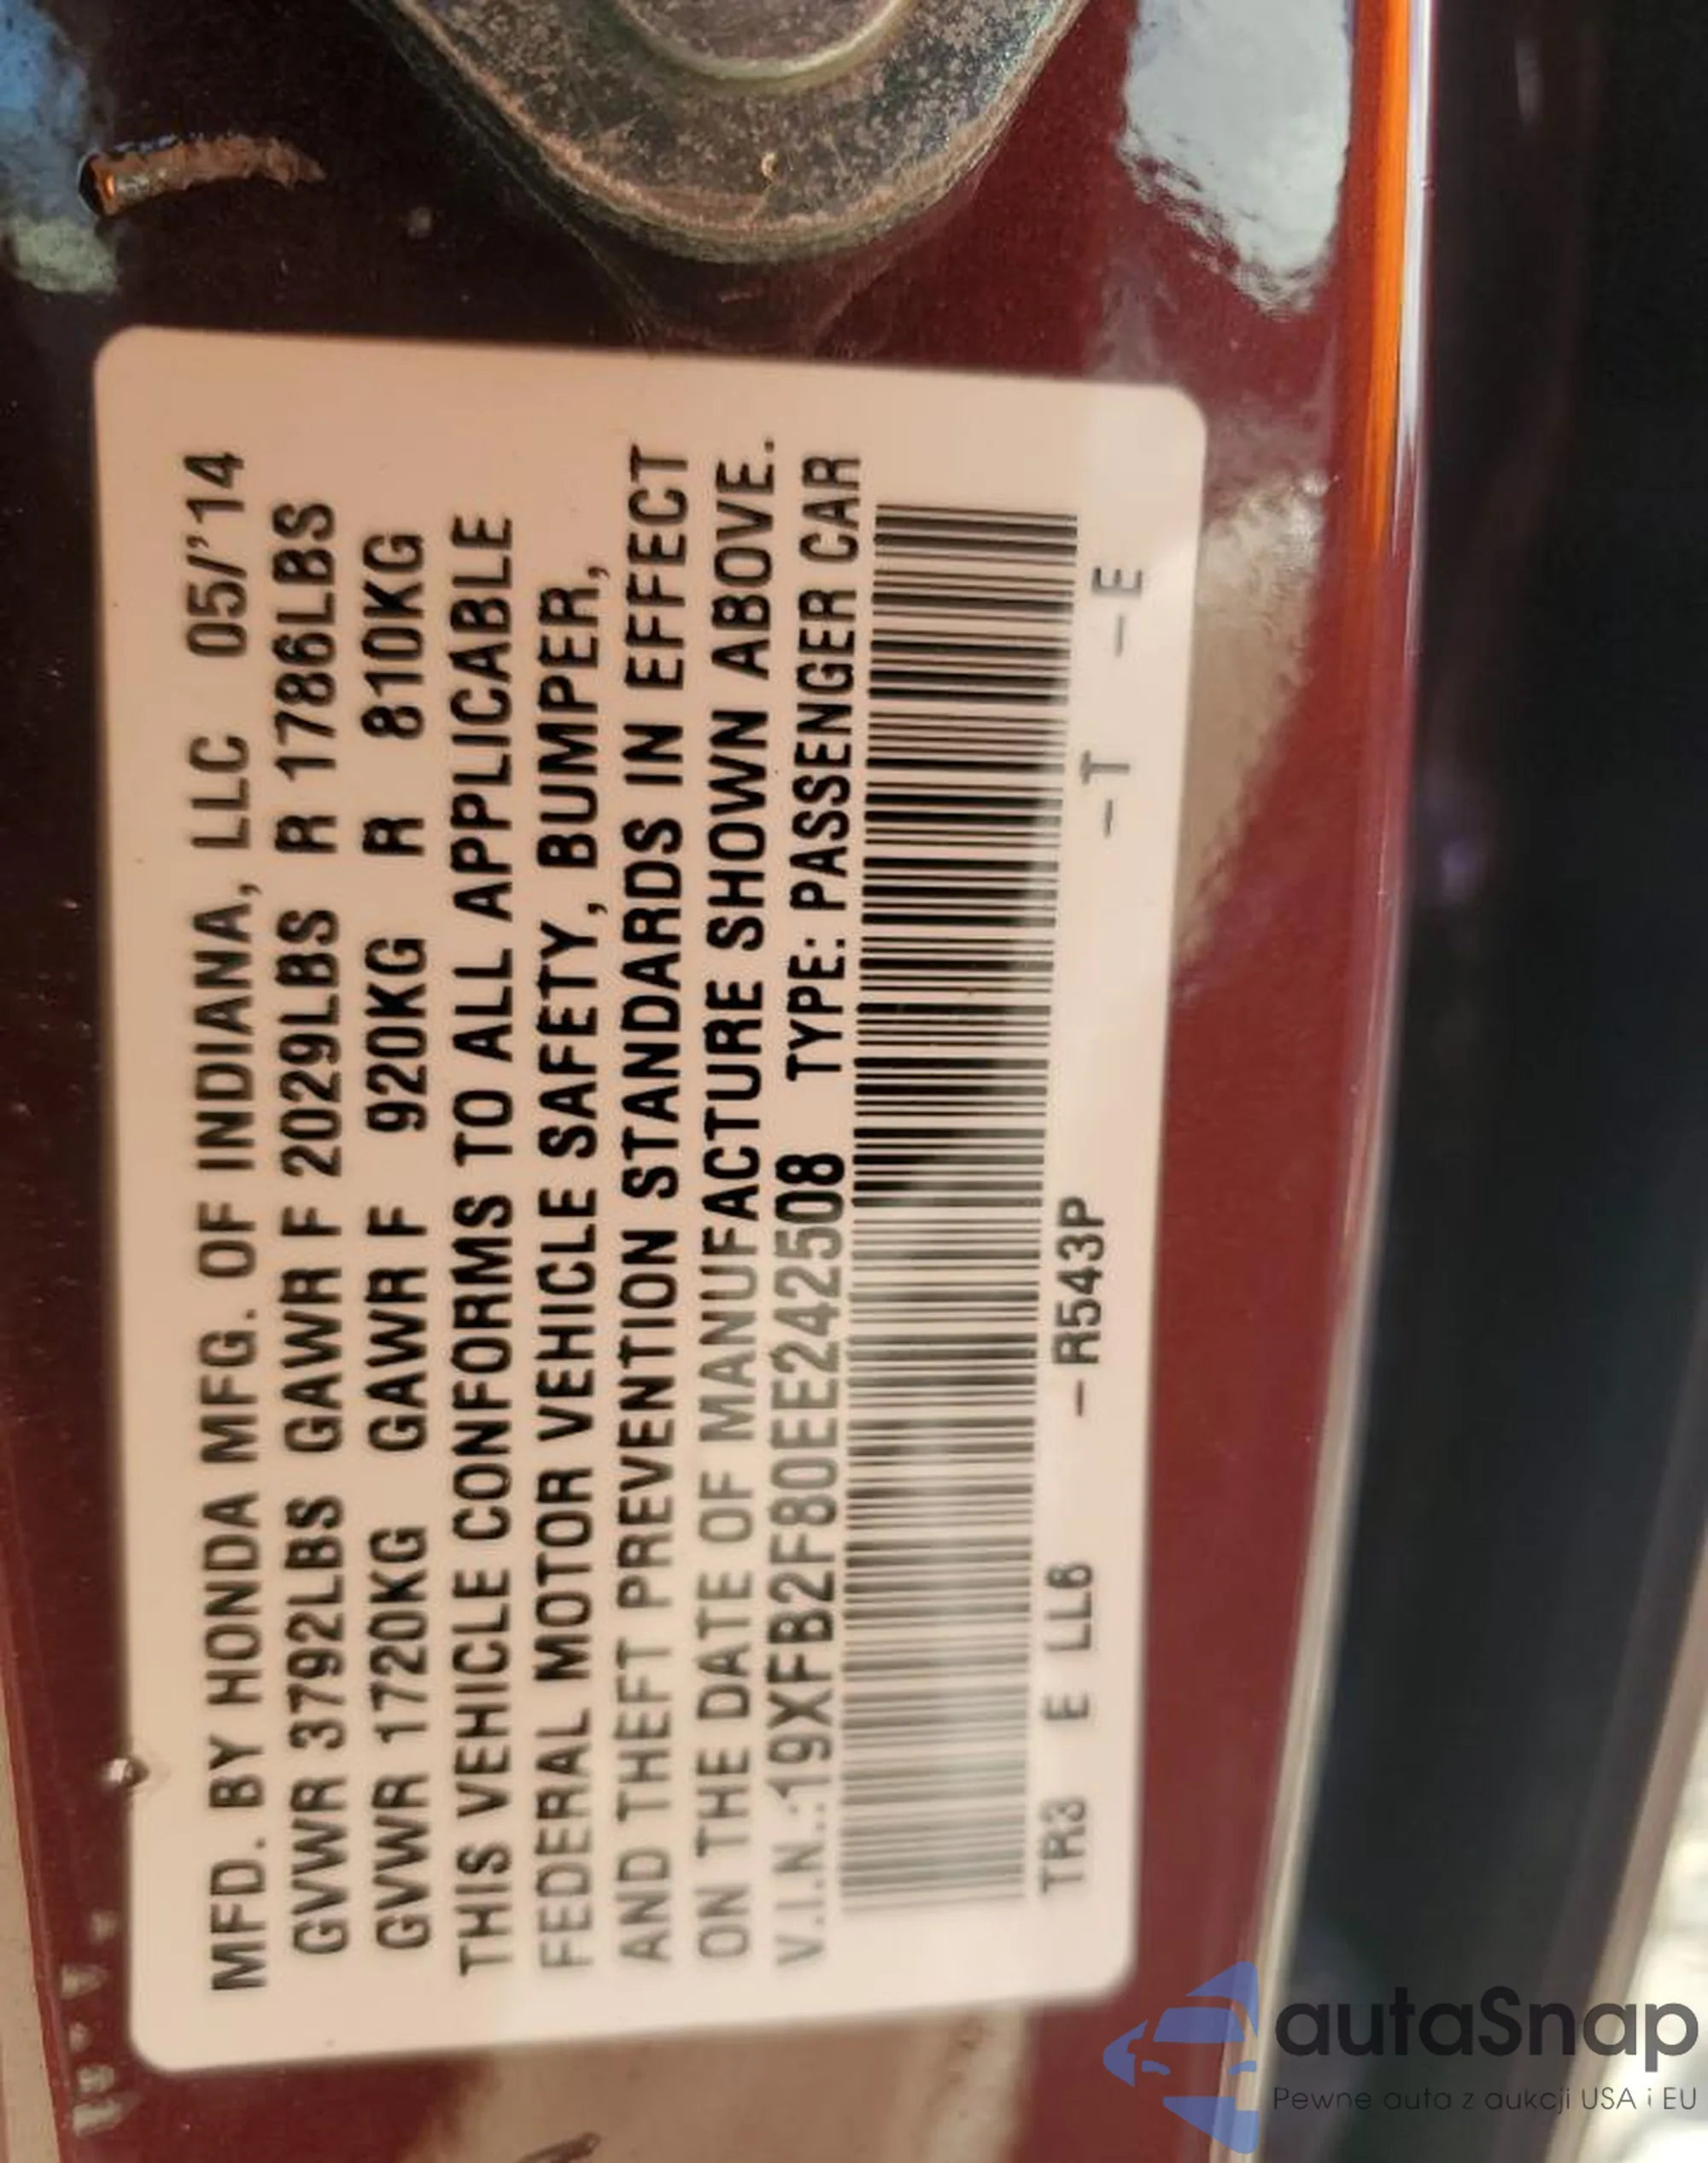 MFD. BY HONDA MFG. OF INDIANA, LLC 05/'14
GVWR 3792LBS GAWR F 2029LBS R 1786LBS
GVWR 1720KG GAWR F 920KG R 810KG
THIS VEHICLE CONFORMS TO ALL APPLICABLE
FEDERAL MOTOR VEHICLE SAFETY, BUMPER,
AND THEFT PREVENTION STANDARDS IN EFFECT
ON THE DATE OF MANUFACTURE SHOWN ABOVE.
V.I.N.:19XFB2F80EE242508 TYPE: PASSENGER CAR
TR3 E LL6 –R543P –T –E
autaSnap
Pewne auta z aukcji USA i EU